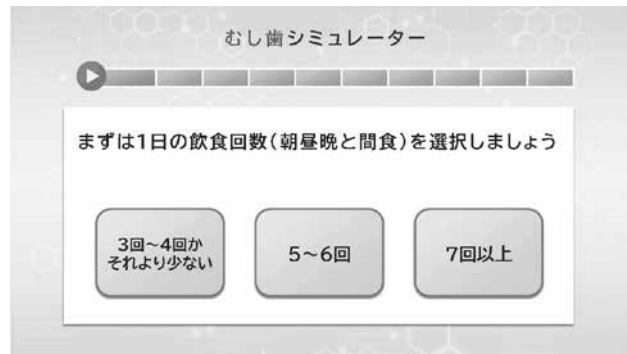 むし歯シミュレーター
まずは1日の飲食回数(朝昼晩と間食)を選択しましょう
3回～4回か
それより少ない
5～6回
7回以上